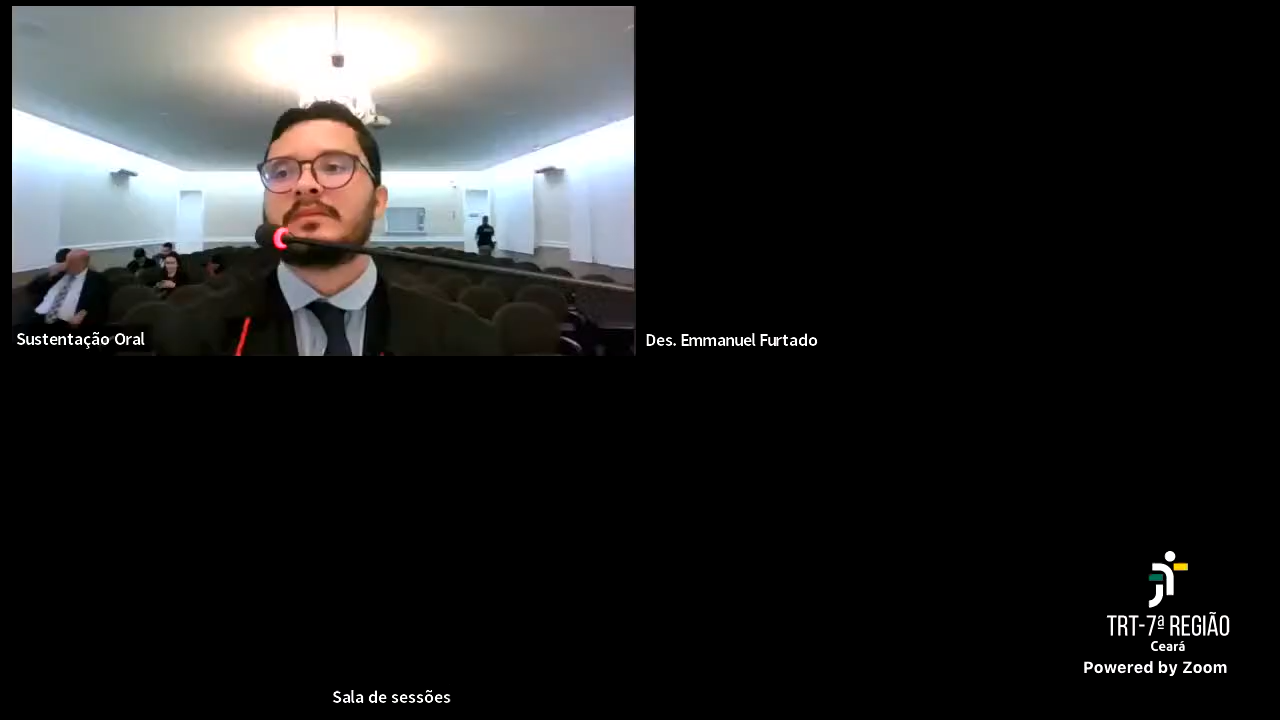 Sustentação Oral
Des. Emmanuel Furtado
TRT-7ª REGIÃO
Ceará
Powered by Zoom
Sala de sessões